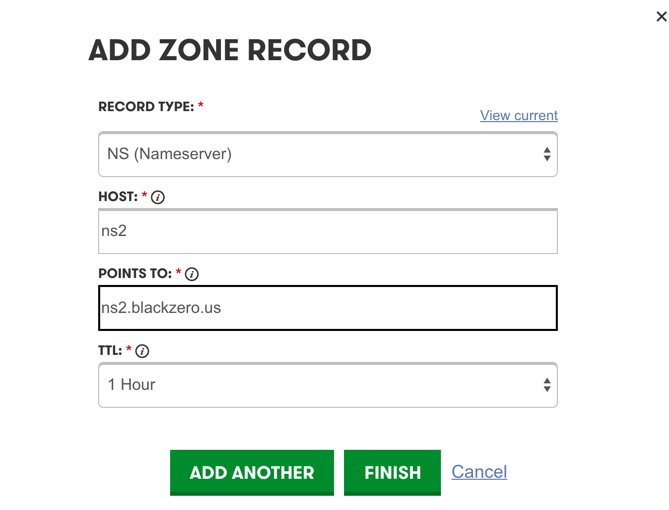 ×
ADD ZONE RECORD
RECORD TYPE: *
View current
NS (Nameserver)
HOST: * i
ns2
POINTS TO: * i
ns2.blackzero.us
TTL: * i
1 Hour
ADD ANOTHER FINISH Cancel